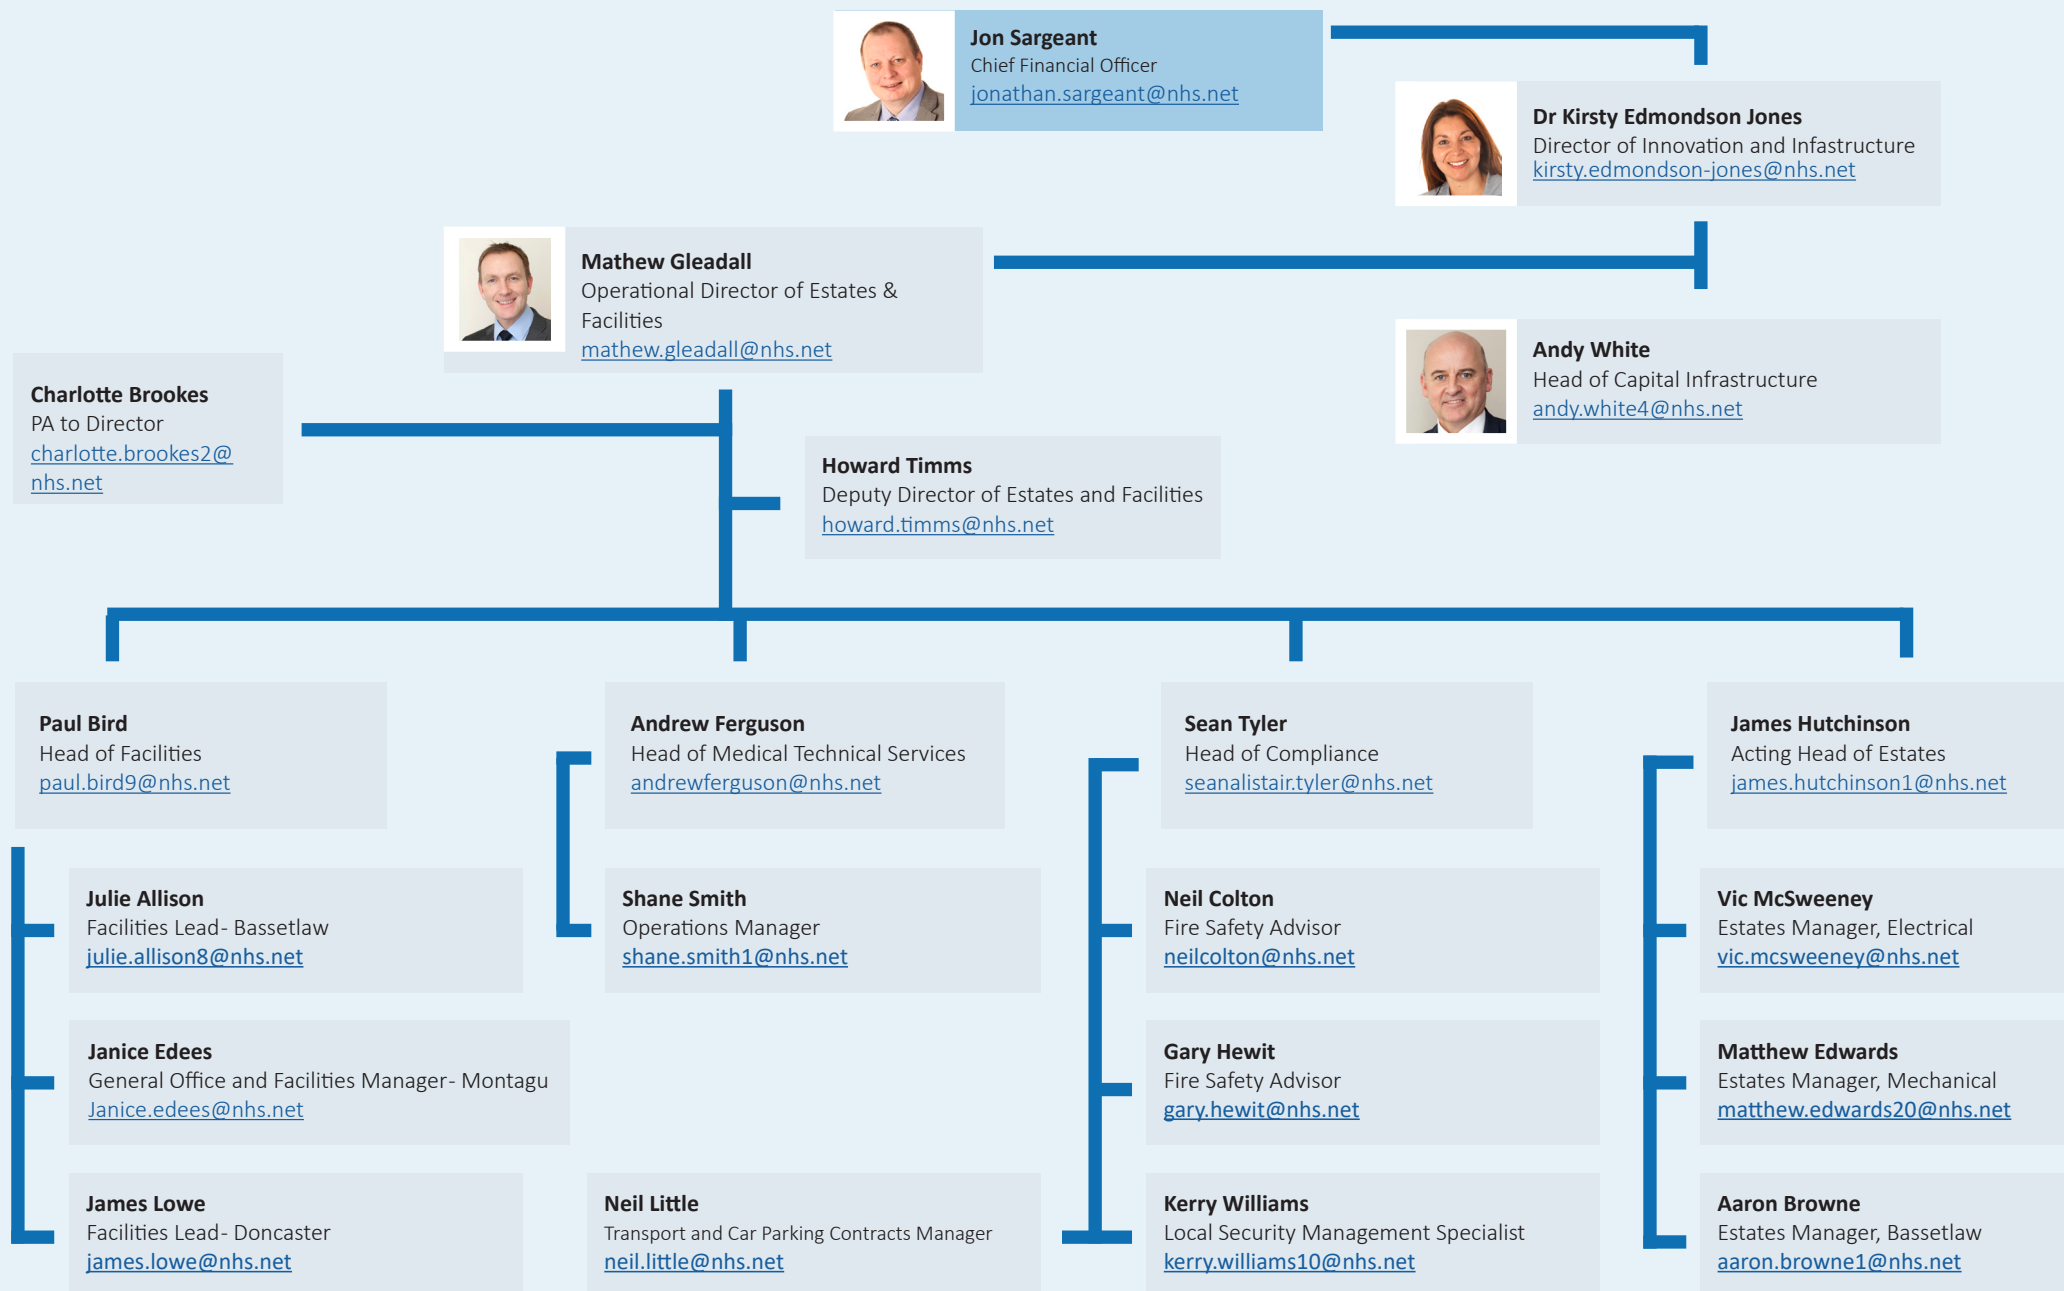 Jon Sargeant
Chief Financial Officer
jonathan.sargeant@nhs.net
Dr Kirsty Edmondson Jones
Director of Innovation and Infastructure
kirsty.edmondson-jones@nhs.net
Mathew Gleadall
Operational Director of Estates &
Facilities
mathew.gleadall@nhs.net
Andy White
Head of Capital Infrastructure
andy.white4@nhs.net
Charlotte Brookes
PA to Director
charlotte.brookes2@
nhs.net
Howard Timms
Deputy Director of Estates and Facilities
howard.timms@nhs.net
Paul Bird
Head of Facilities
paul.bird9@nhs.net
Andrew Ferguson
Head of Medical Technical Services
andrewferguson@nhs.net
Sean Tyler
Head of Compliance
seanalistair.tyler@nhs.net
James Hutchinson
Acting Head of Estates
james.hutchinson1@nhs.net
Julie Allison
Facilities Lead- Bassetlaw
julie.allison8@nhs.net
Shane Smith
Operations Manager
shane.smith1@nhs.net
Neil Colton
Fire Safety Advisor
neilcolton@nhs.net
Vic McSweeney
Estates Manager, Electrical
vic.mcsweeney@nhs.net
Janice Edees
General Office and Facilities Manager- Montagu
Janice.edees@nhs.net
Gary Hewit
Fire Safety Advisor
gary.hewit@nhs.net
Matthew Edwards
Estates Manager, Mechanical
matthew.edwards20@nhs.net
James Lowe
Facilities Lead- Doncaster
james.lowe@nhs.net
Neil Little
Transport and Car Parking Contracts Manager
neil.little@nhs.net
Kerry Williams
Local Security Management Specialist
kerry.williams10@nhs.net
Aaron Browne
Estates Manager, Bassetlaw
aaron.browne1@nhs.net